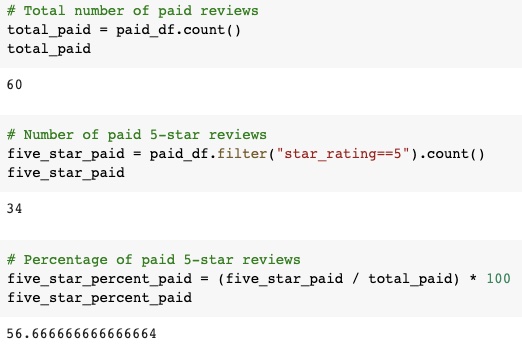 # Total number of paid reviews
total_paid = paid_df.count()
total_paid
60
# Number of paid 5-star reviews
five_star_paid = paid_df.filter("star_rating==5").count()
five_star_paid
34
# Percentage of paid 5-star reviews
five_star_percent_paid = (five_star_paid / total_paid) * 100
five_star_percent_paid
56.666666666666664